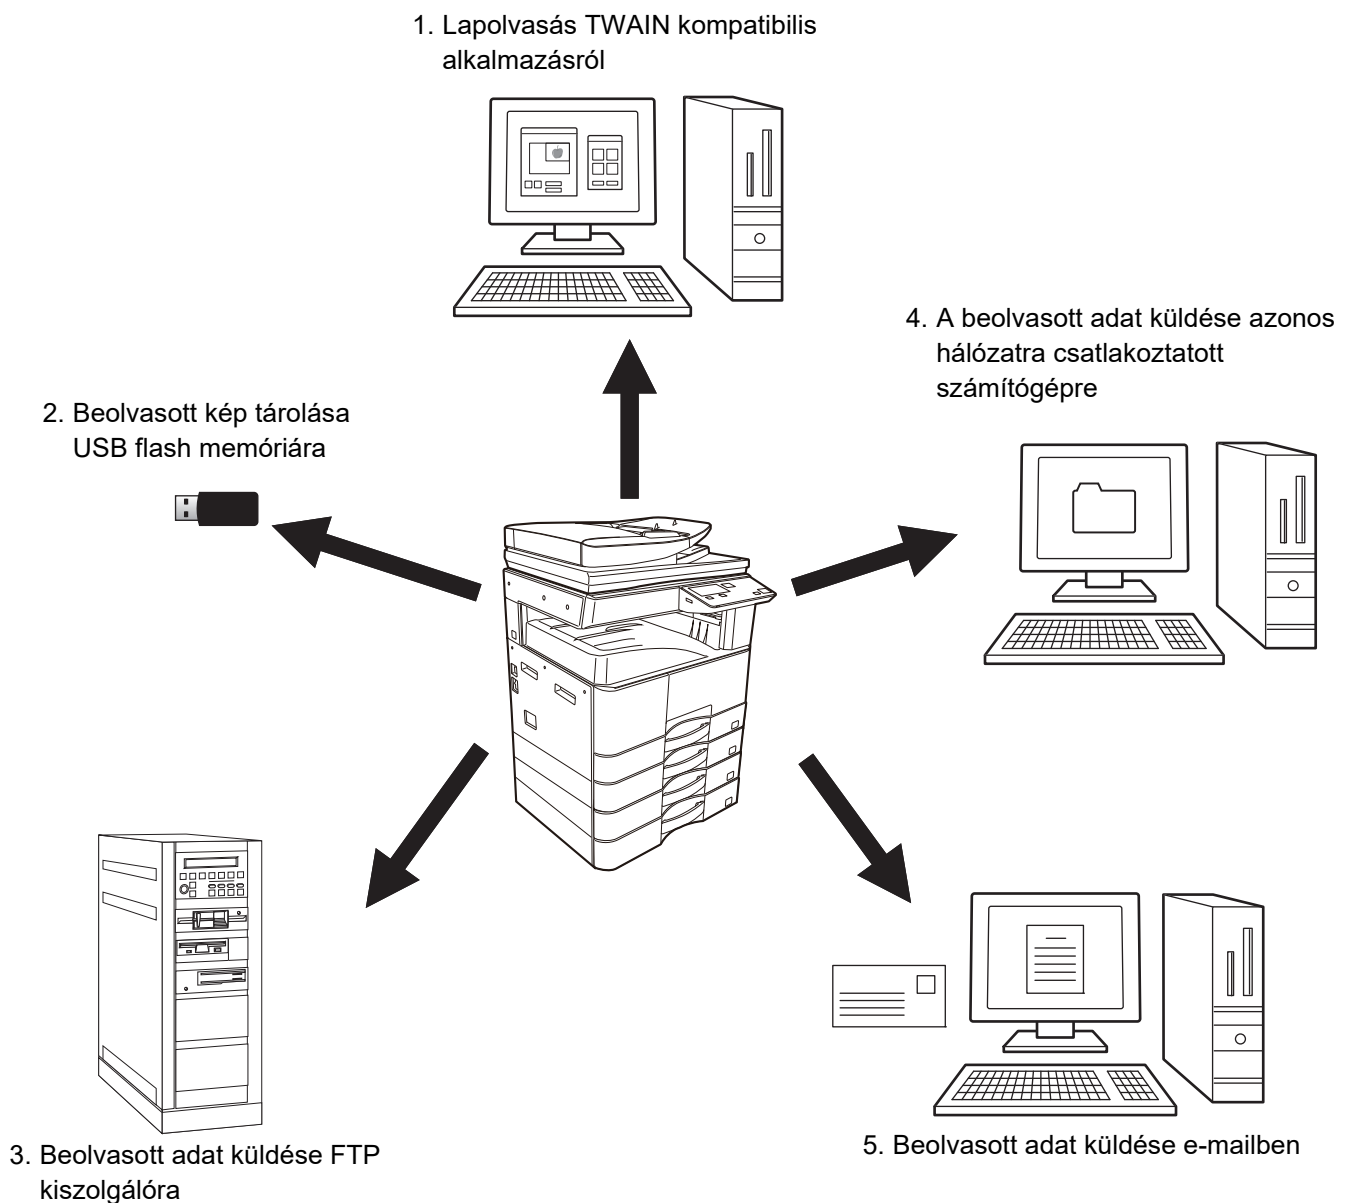 1. Lapolvasás TWAIN kompatibilis
alkalmazásról
2. Beolvasott kép tárolása
USB flash memóriára
3. Beolvasott adat küldése FTP
kiszolgálóra
4. A beolvasott adat küldése azonos
hálózatra csatlakoztatott
számítógépre
5. Beolvasott adat küldése e-mailben